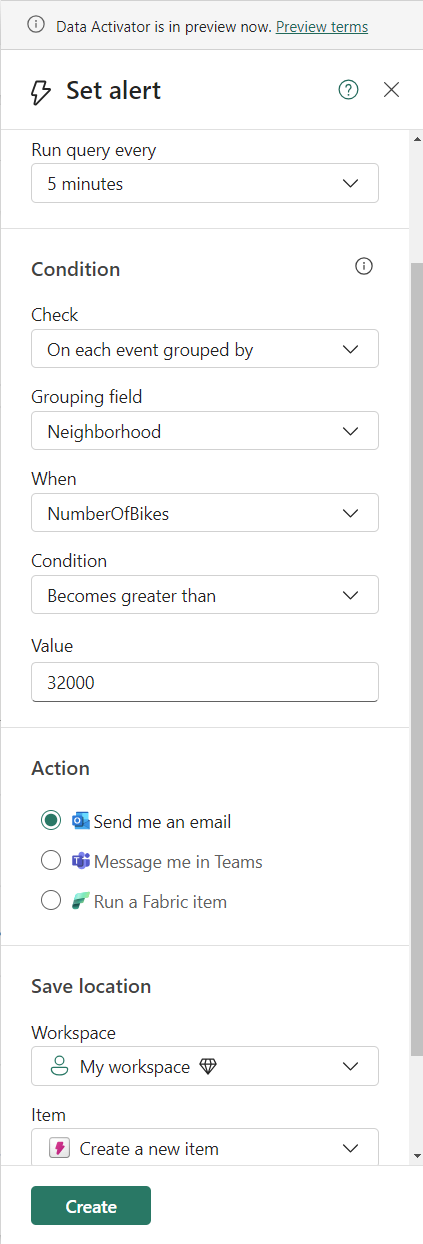 Data Activator is in preview now. Preview terms
Set alert
Run query every
5 minutes
Condition
Check
On each event grouped by
Grouping field
Neighborhood
When
NumberOfBikes
Condition
Becomes greater than
Value
32000
Action
Send me an email
Message me in Teams
Run a Fabric item
Save location
Workspace
My workspace
Item
Create a new item
Create